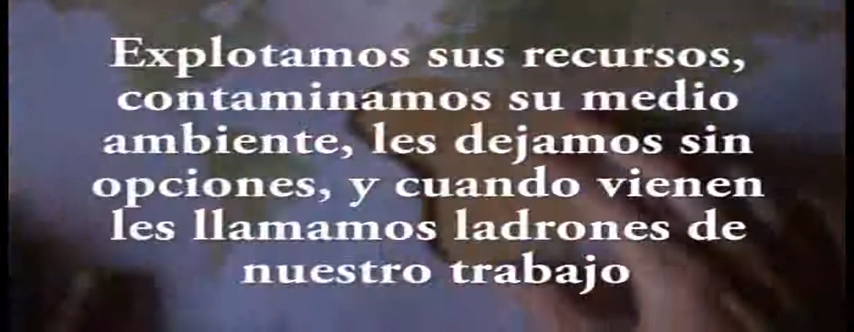 Explotamos sus recursos,
contaminamos su medio
ambiente, les dejamos sin
opciones, y cuando vienen
les llamamos ladrones de
nuestro trabajo